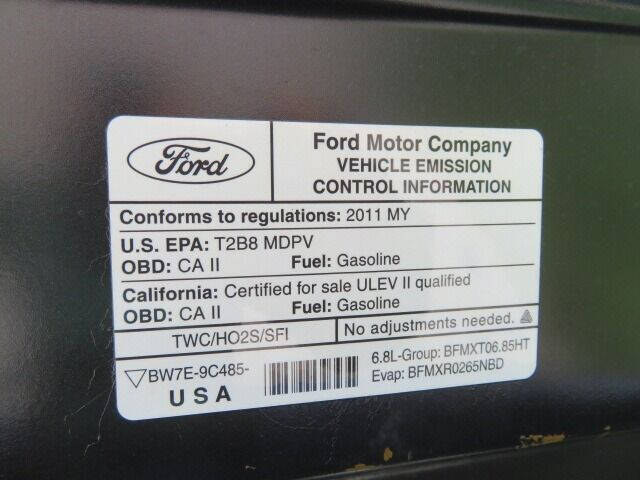 Ford
Ford Motor Company
VEHICLE EMISSION
CONTROL INFORMATION
Conforms to regulations: 2011 MY
U.S. EPA: T2B8 MDPV
OBD: CA II Fuel: Gasoline
California: Certified for sale ULEV II qualified
OBD: CA II Fuel: Gasoline
TWC/HO2S/SFI No adjustments needed.
BW7E-9C485-
USA
6.8L-Group: BFMXT06.85HT
Evap: BFMXR0265NBD